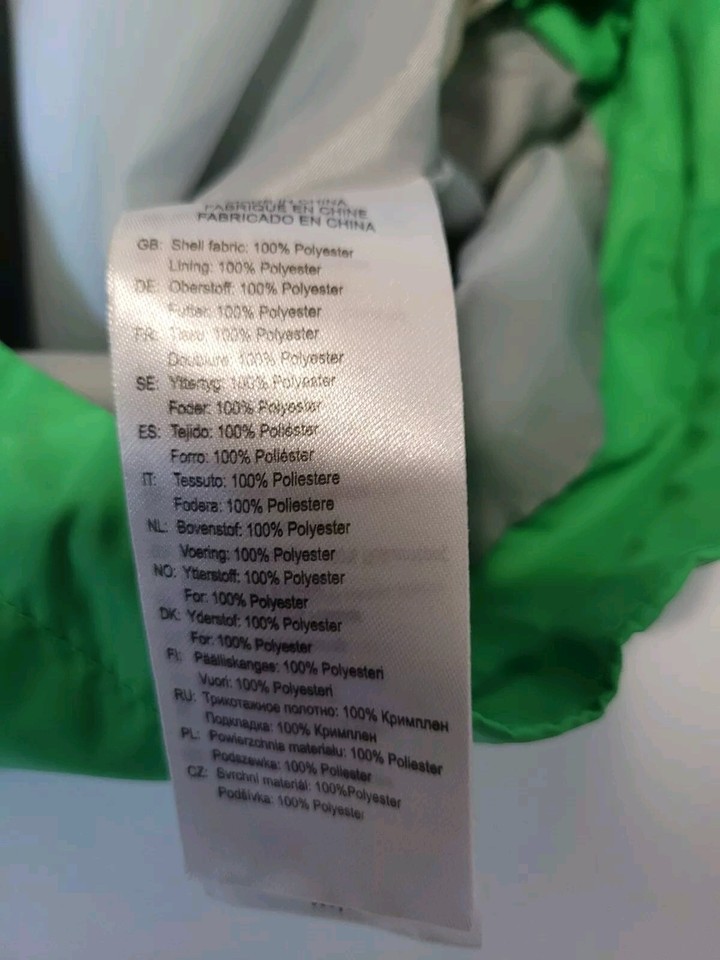 MADE IN CHINA
FABRIQUÉ EN CHINE
FABRICADO EN CHINA
GB: Shell fabric: 100% Polyester
Lining: 100% Polyester
DE: Oberstoff: 100% Polyester
Futter: 100% Polyester
FR: Tissu: 100% Polyester
Doublure: 100% Polyester
SE: Yttertyg: 100% Polyester
Foder: 100% Polyester
ES: Tejido: 100% Poliéster
Forro: 100% Poliéster
IT: Tessuto: 100% Poliestere
Fodera: 100% Poliestere
NL: Bovenstof: 100% Polyester
Voering: 100% Polyester
NO: Ytterstoff: 100% Polyester
For: 100% Polyester
DK: Yderstof: 100% Polyester
For: 100% Polyester
FI: Päälliskangas: 100% Polyesteri
Vuori: 100% Polyesteri
RU: Трикотажное полотно: 100% Кримплен
Подкладка: 100% Кримплен
PL: Powierzchnia materiału: 100% Poliester
Podszewka: 100% Poliester
CZ: Svrchní materiál: 100%Polyester
Podšívka: 100% Polyester